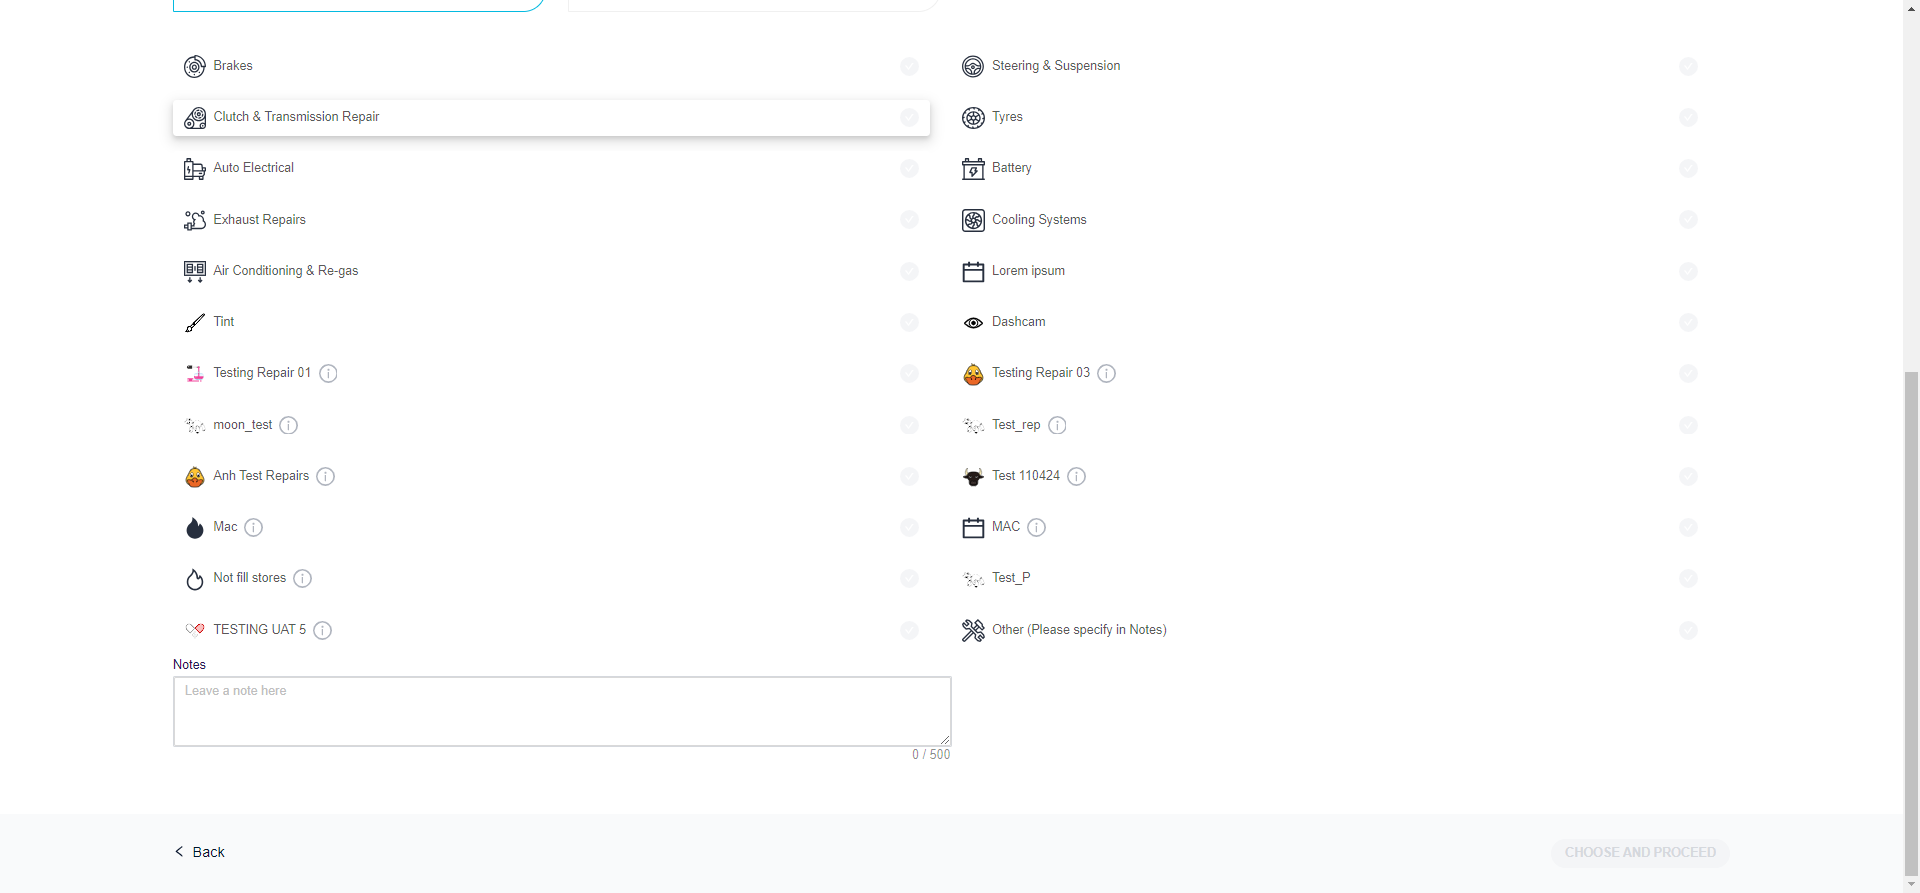 Brakes
Steering & Suspension
Clutch & Transmission Repair
Tyres
Auto Electrical
Battery
Exhaust Repairs
Cooling Systems
Air Conditioning & Re-gas
Lorem ipsum
Tint
Dashcam
Testing Repair 01
Testing Repair 03
moon_test
Test_rep
Anh Test Repairs
Test 110424
Mac
MAC
Not fill stores
Test_P
TESTING UAT 5
Other (Please specify in Notes)
Notes
Leave a note here
0 / 500
Back
CHOOSE AND PROCEED